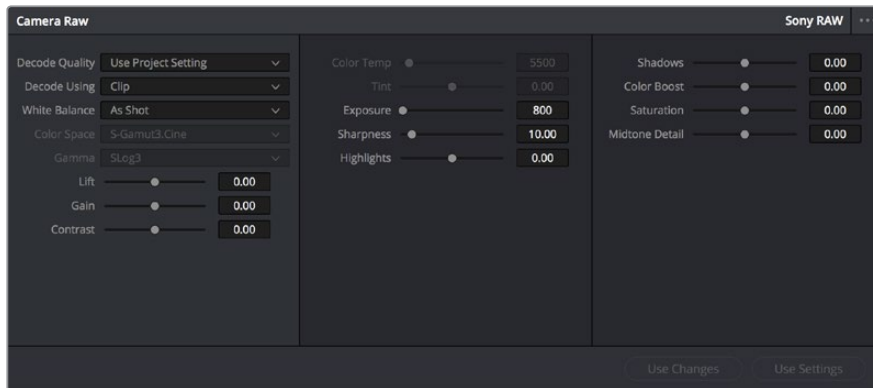 Camera Raw
Sony RAW
Decode Quality Use Project Setting
Decode Using Clip
White Balance As Shot
Color Space S-Gamut3.Cine
Gamma SLog3
Lift 0.00
Gain 0.00
Contrast 0.00
Color Temp 5500
Tint 0.00
Exposure 800
Sharpness 10.00
Highlights 0.00
Shadows 0.00
Color Boost 0.00
Saturation 0.00
Midtone Detail 0.00
Use Changes
Use Settings